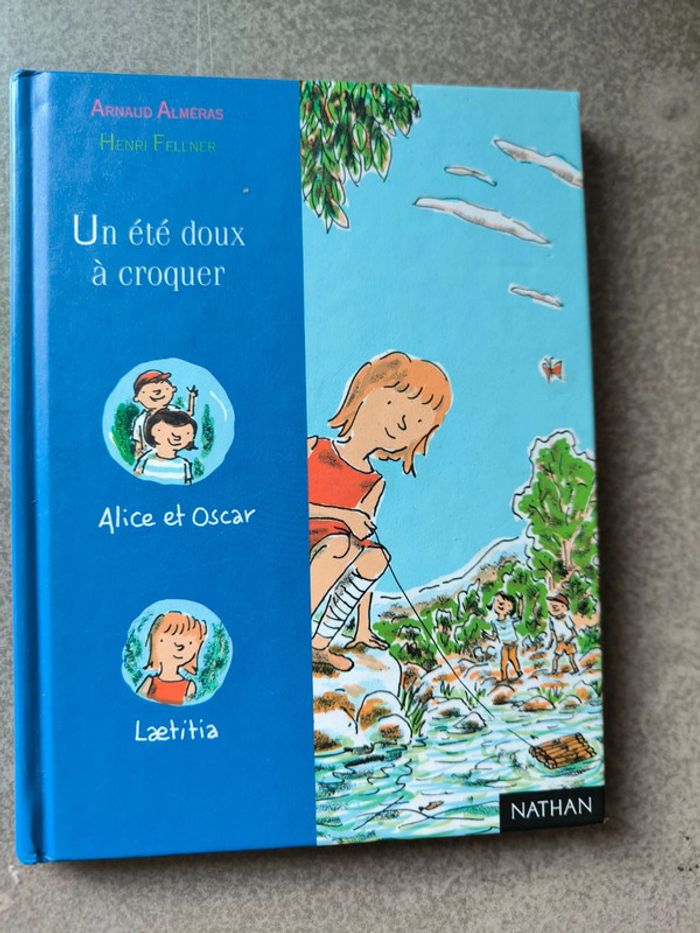 ARNAUD ALMÉRAS
HENRI FELLNER
Un été doux
à croquer
Alice et Oscar
Lætitia
NATHAN